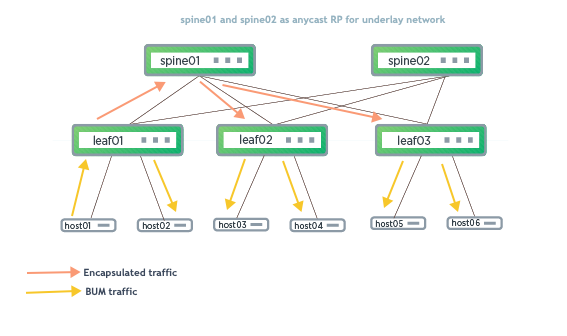 spine01 and spine02 as anycast RP for underlay network
spine01
spine02
leaf01
leaf02
leaf03
host01
host02
host03
host04
host05
host06
Encapsulated traffic
BUM traffic